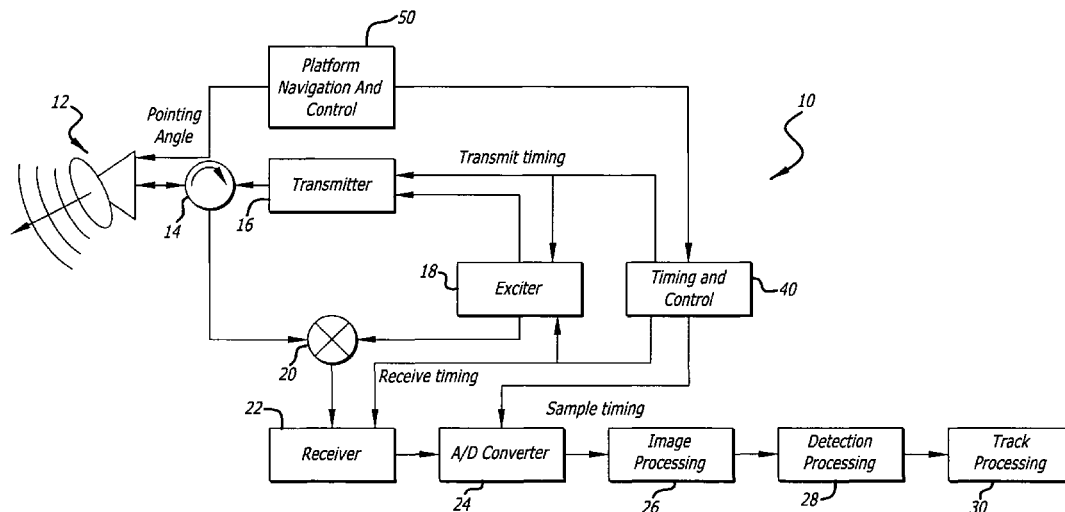 50
Platform
Navigation And
Control
12
Pointing
Angle
10
Transmit timing
Transmitter
14
16
18
Exciter
Timing and
Control
40
20
Receive timing
22
Sample timing
Receiver
A/D Converter
Image
Processing
Detection
Processing
Track
Processing
24
26
28
30